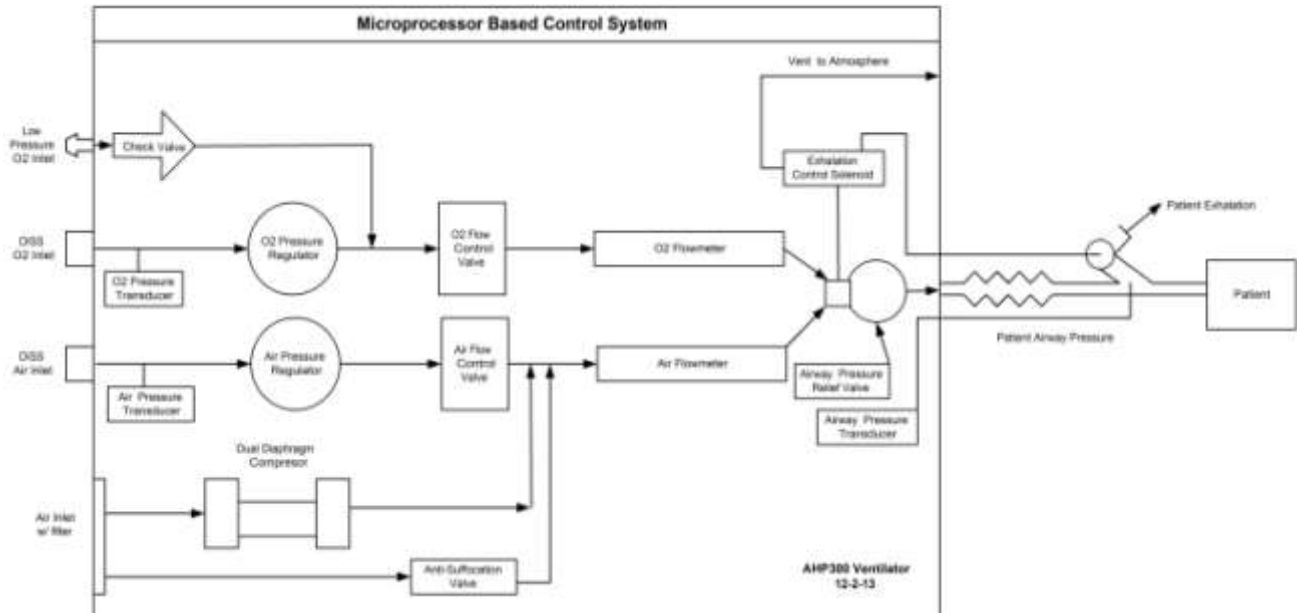 Microprocessor Based Control System
Vent to Atmosphere
Low
Pressure
O2 Inlet
Check Valve
Exhalation
Control Solenoid
Patient Exhalation
DISS
O2 Inlet
O2 Pressure
Regulator
O2 Flow
Control
Valve
O2 Flowmeter
O2 Pressure
Transducer
Patient
Patient Airway Pressure
DISS
Air Inlet
Air Pressure
Regulator
Air Flow
Control
Valve
Air Flowmeter
Air Pressure
Transducer
Airway Pressure
Relief Valve
Airway Pressure
Transducer
Dual Diaphragm
Compresor
Air Inlet
w/ filter
Anti-Suffocation
Valve
AHP300 Ventilator
12-2-13